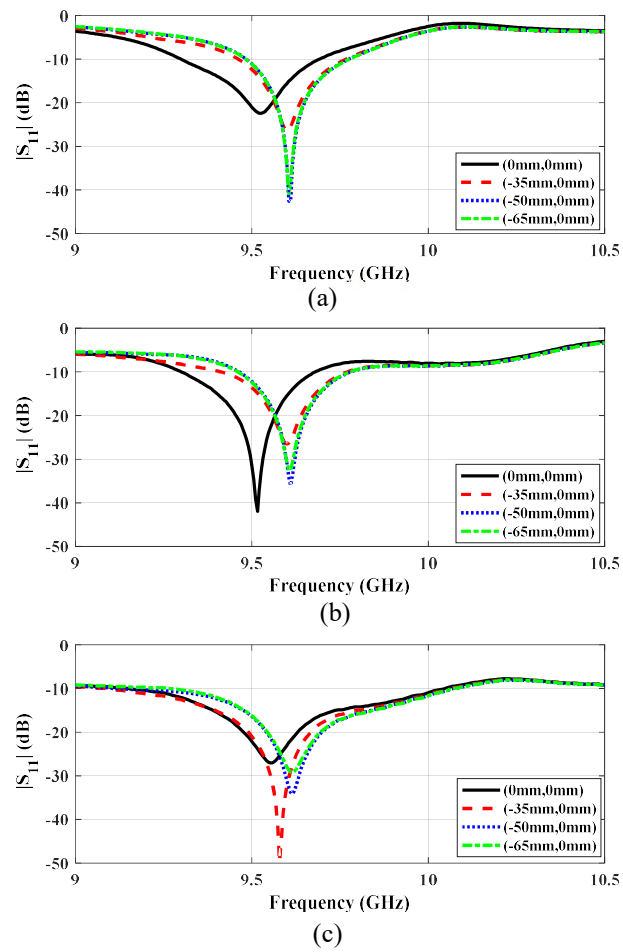 0
-10
-20
-30
-40
-50
|S11| (dB)
(0mm,0mm)
(-35mm,0mm)
(-50mm,0mm)
(-65mm,0mm)
9 9.5 10 10.5
Frequency (GHz)
(a)
0
-10
-20
-30
-40
-50
|S11| (dB)
(0mm,0mm)
(-35mm,0mm)
(-50mm,0mm)
(-65mm,0mm)
9 9.5 10 10.5
Frequency (GHz)
(b)
0
-10
-20
-30
-40
-50
|S11| (dB)
(0mm,0mm)
(-35mm,0mm)
(-50mm,0mm)
(-65mm,0mm)
9 9.5 10 10.5
Frequency (GHz)
(c)